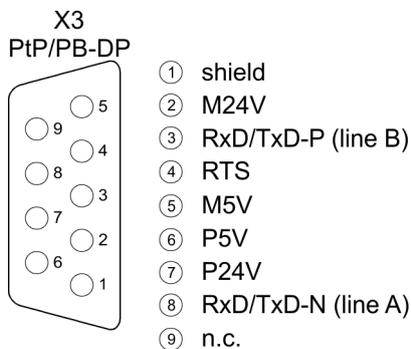 X3
PtP/PB-DP
5
9
4
8
3
7
2
6
1
1 shield
2 M24V
3 RxD/TxD-P (line B)
4 RTS
5 M5V
6 P5V
7 P24V
8 RxD/TxD-N (line A)
9 n.c.